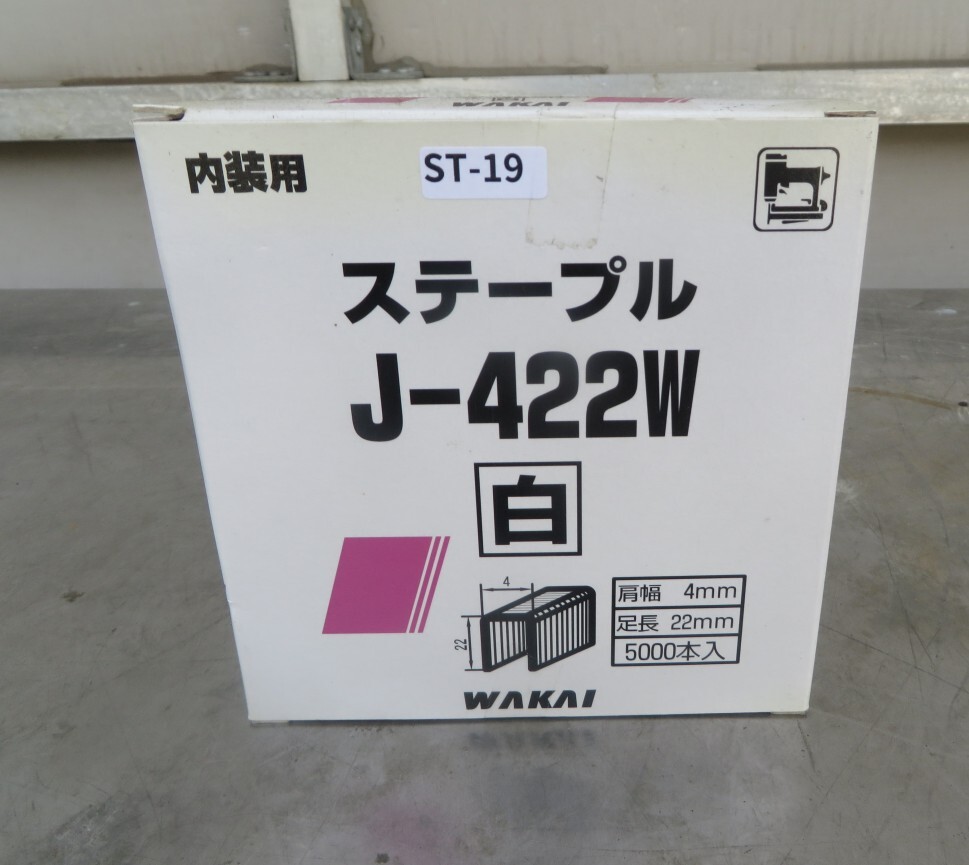 WAKAI
内装用 ST-19
ステープル
J-422W
白
4
22
肩幅 4mm
足長 22mm
5000本入
WAKAI